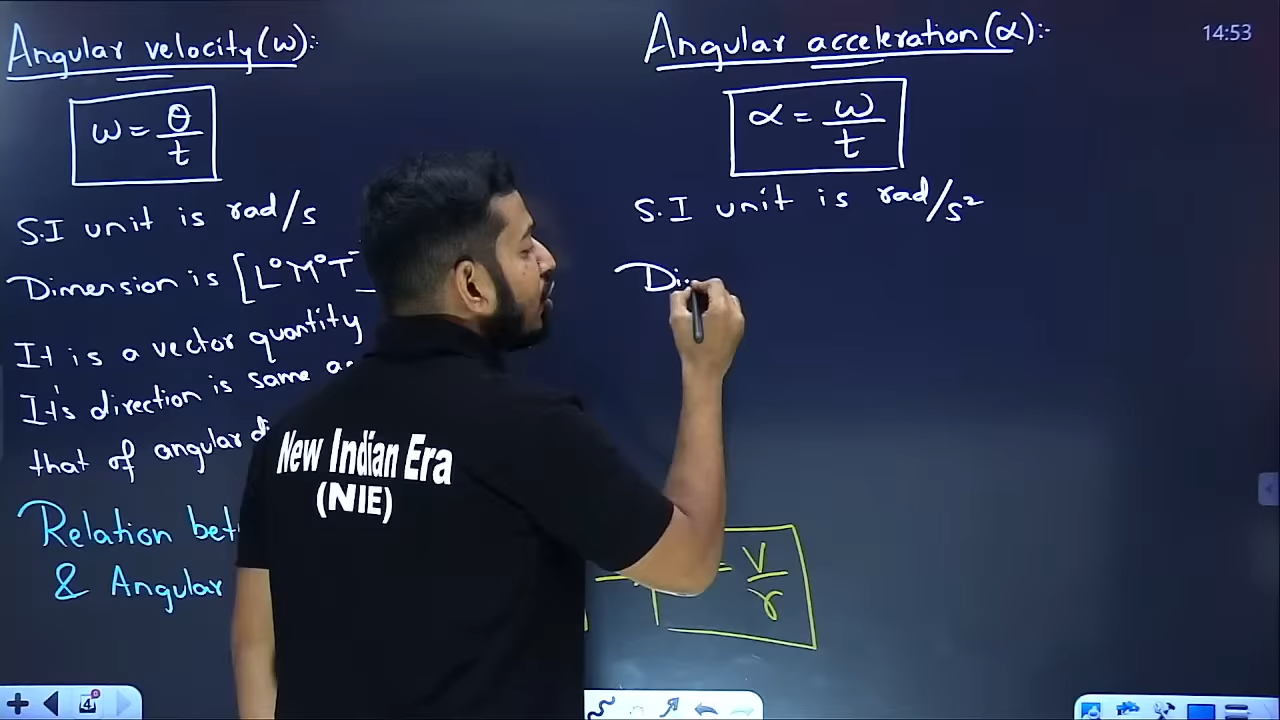 Angular velocity (ω):-
ω = θ/t
S.I unit is rad/s
Dimension is [L⁰M⁰T⁻
It is a vector quantity
It's direction is same
that of angular
Relation bet
& Angular
Angular acceleration (α):-
α = ω/t
S.I unit is rad/s²
Di
= v/r
New Indian Era
(NIE)
14:53